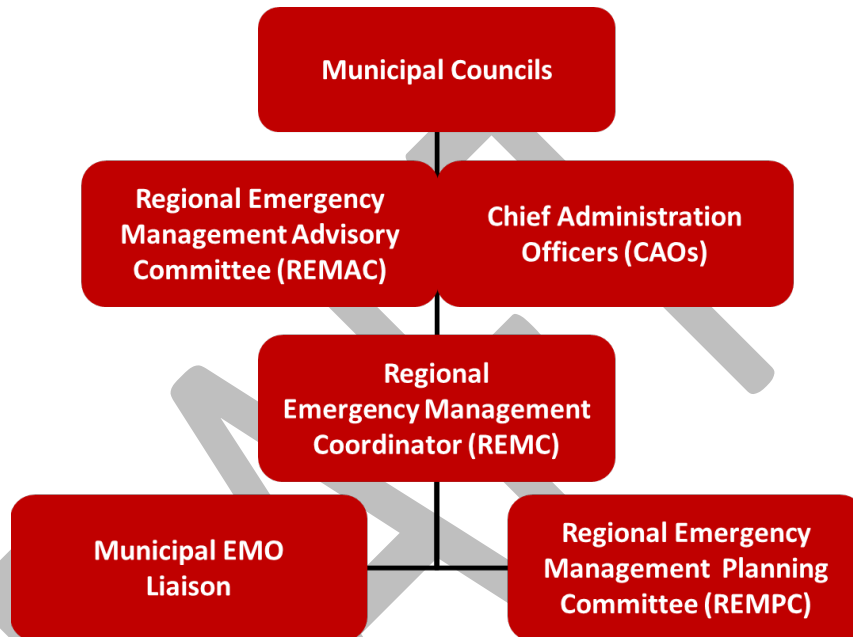 Municipal Councils
Regional Emergency
Management Advisory
Committee (REMAC)
Chief Administration
Officers (CAOs)
Regional
Emergency Management
Coordinator (REMC)
Municipal EMO
Liaison
Regional Emergency
Management Planning
Committee (REMPC)